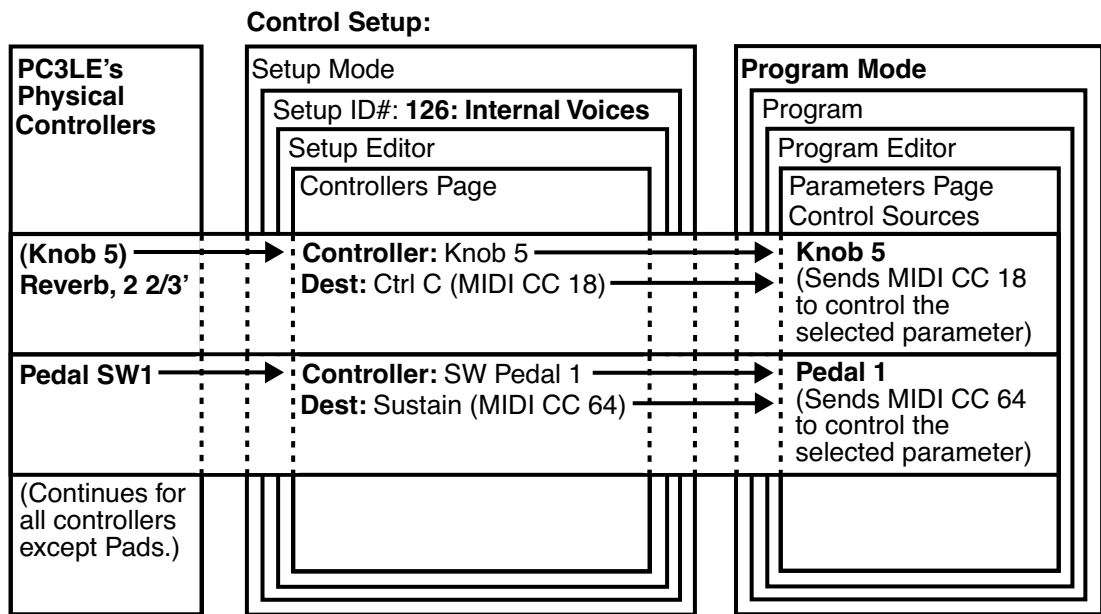 Control Setup:
PC3LE's
Physical
Controllers
Setup Mode
Setup ID#: 126: Internal Voices
Setup Editor
Controllers Page
Program Mode
Program
Program Editor
Parameters Page
Control Sources
(Knob 5)
Reverb, 2 2/3'
Controller: Knob 5
Dest: Ctrl C (MIDI CC 18)
Knob 5
(Sends MIDI CC 18
to control the
selected parameter)
Pedal SW1
Controller: SW Pedal 1
Dest: Sustain (MIDI CC 64)
Pedal 1
(Sends MIDI CC 64
to control the
selected parameter)
(Continues for
all controllers
except Pads.)